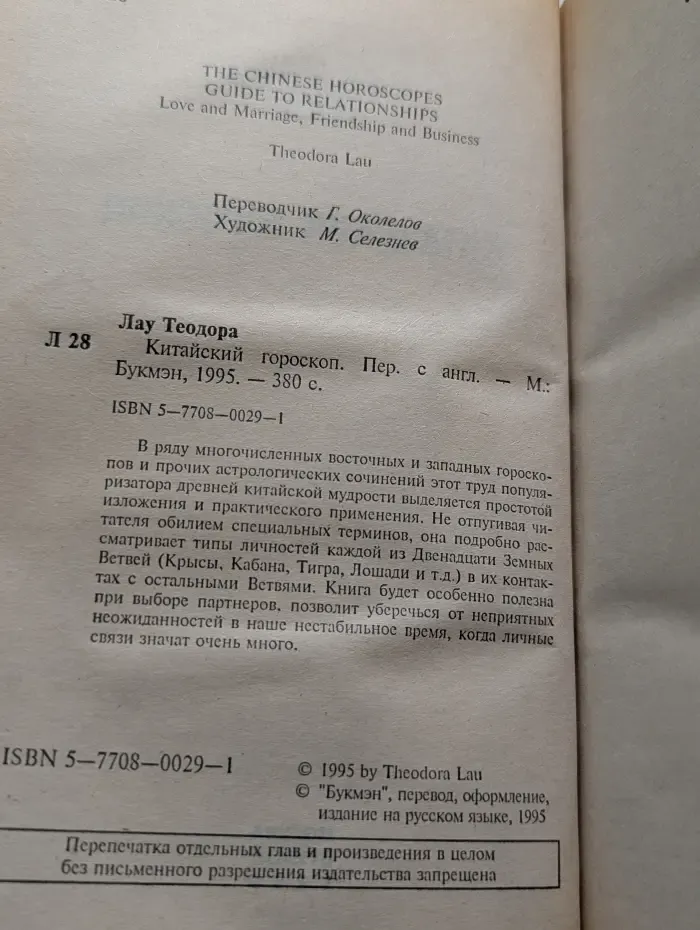 THE CHINESE HOROSCOPES
GUIDE TO RELATIONSHIPS
Love and Marriage, Friendship and Business
Theodora Lau
Переводчик Г. Околелов
Художник М. Селезнев
Лау Теодора
Л 28
Китайский гороскоп. Пер. с англ. — М.:
Букмэн, 1995. — 380 с.
ISBN 5—7708—0029—1
В ряду многочисленных восточных и западных гороско-
пов и прочих астрологических сочинений этот труд популя-
ризатора древней китайской мудрости выделяется простотой
изложения и практического применения. Не отпугивая чи-
тателя обилием специальных терминов, она подробно рас-
сматривает типы личностей каждой из Двенадцати Земных
Ветвей (Крысы, Кабана, Тигра, Лошади и т.д.) в их контак-
тах с остальными Ветвями. Книга будет особенно полезна
при выборе партнеров, позволит уберечься от неприятных
неожиданностей в наше нестабильное время, когда личные
связи значат очень много.
ISBN 5—7708—0029—1
© 1995 by Theodora Lau
© "Букмэн", перевод, оформление,
издание на русском языке, 1995
Перепечатка отдельных глав и произведения в целом
без письменного разрешения издательства запрещена